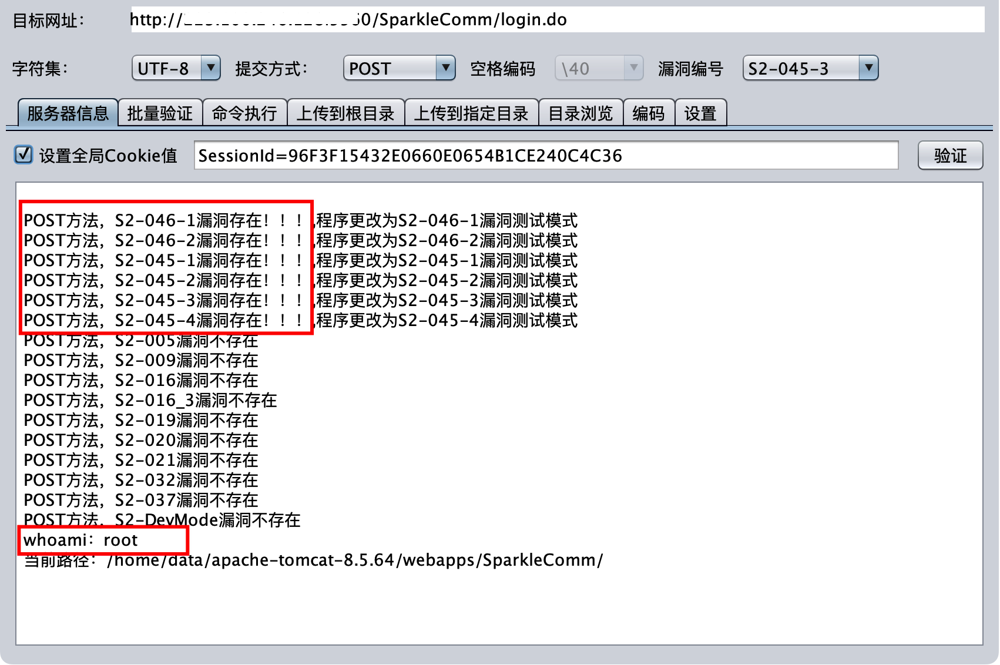 目标网址： http:// 0/SparkleComm/login.do
字符集： UTF-8 提交方式： POST 空格编码 \40 漏洞编号 S2-045-3
服务器信息 批量验证 命令执行 上传到根目录 上传到指定目录 目录浏览 编码 设置
设置全局Cookie值 SessionId=96F3F15432E0660E0654B1CE240C4C36 验证
POST方法，S2-046-1漏洞存在！！！,程序更改为S2-046-1漏洞测试模式
POST方法，S2-046-2漏洞存在！！！,程序更改为S2-046-2漏洞测试模式
POST方法，S2-045-1漏洞存在！！！,程序更改为S2-045-1漏洞测试模式
POST方法，S2-045-2漏洞存在！！！,程序更改为S2-045-2漏洞测试模式
POST方法，S2-045-3漏洞存在！！！,程序更改为S2-045-3漏洞测试模式
POST方法，S2-045-4漏洞存在！！！,程序更改为S2-045-4漏洞测试模式
POST方法，S2-005漏洞不存在
POST方法，S2-009漏洞不存在
POST方法，S2-016漏洞不存在
POST方法，S2-016_3漏洞不存在
POST方法，S2-019漏洞不存在
POST方法，S2-020漏洞不存在
POST方法，S2-021漏洞不存在
POST方法，S2-032漏洞不存在
POST方法，S2-037漏洞不存在
POST方法，S2-DevMode漏洞不存在
whoami：root
当前路径：/home/data/apache-tomcat-8.5.64/webapps/SparkleComm/